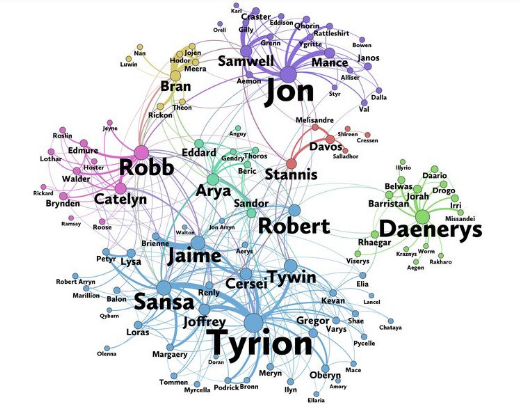 Karl
Craster
Eddison
Orell
Gilly
Qhorin
Rattleshirt
Grenn
Ygritte
Bowen
Nan
Jojen
Hodor
Luwin
Meera
Samwell
Mance
Janos
Aemon
Alliser
Bran
Jon
Styr
Dalla
Rickon
Theon
Val
Melisandre
Roslin
Jeyne
Anguy
Shireen
Cressen
Edmure
Eddard
Davos
Salladhor
Lothar
Hoster
Robb
Gendry
Thoros
Walder
Beric
Stannis
Illyrio
Daario
Rickard
Catelyn
Arya
Belwas
Drogo
Jorah
Brynden
Sandor
Barristan
Irri
Missandei
Ramsay
Roose
Walton
Jon Arryn
Robert
Daenerys
Brienne
Aerys
Rhaegar
Petyr
Lysa
Jaime
Viserys
Kraznys
Worm
Rakharo
Aegon
Robert Arryn
Cersei
Tywin
Elia
Marillion
Balon
Sansa
Renly
Kevan
Lancel
Qyburn
Joffrey
Gregor
Shae
Loras
Varys
Chataya
Tyrion
Pycelle
Olenna
Margaery
Doran
Meryn
Mace
Tommen
Oberyn
Myrcella
Podrick
Bronn
Ilyn
Amory
Ellaria